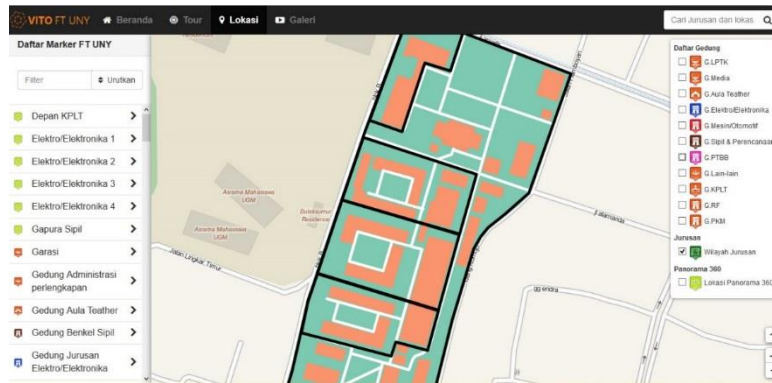 VITO FT UNY
Beranda
Tour
Lokasi
Galeri
Cari Jurusan dan lokas
Daftar Marker FT UNY
Filter
Urutkan
Depan KPLT
Elektro/Elektronika 1
Elektro/Elektronika 2
Elektro/Elektronika 3
Elektro/Elektronika 4
Gapura Sipil
Garasi
Gedung Administrasi
perlengkapan
Gedung Aula Teather
Gedung Benkel Sipil
Gedung Jurusan
Elektro/Elektronika
Asrama Mahasiswa
UGM
Asrama Mahasiswa
UGM
Residence
Jalan Lingkar Timur
gg endra
Daftar Gedung
G.LPTK
G.Media
G.Aula Teather
G.Elektro/Elektronika
G.Mesin/Otomotif
G.Sipil & Perencanaan
G.PTBB
G.Lain-lain
G.KPLT
G.RF
G.PKM
Jurusan
Wilayah Jurusan
Panorama 360
Lokasi Panorama 360